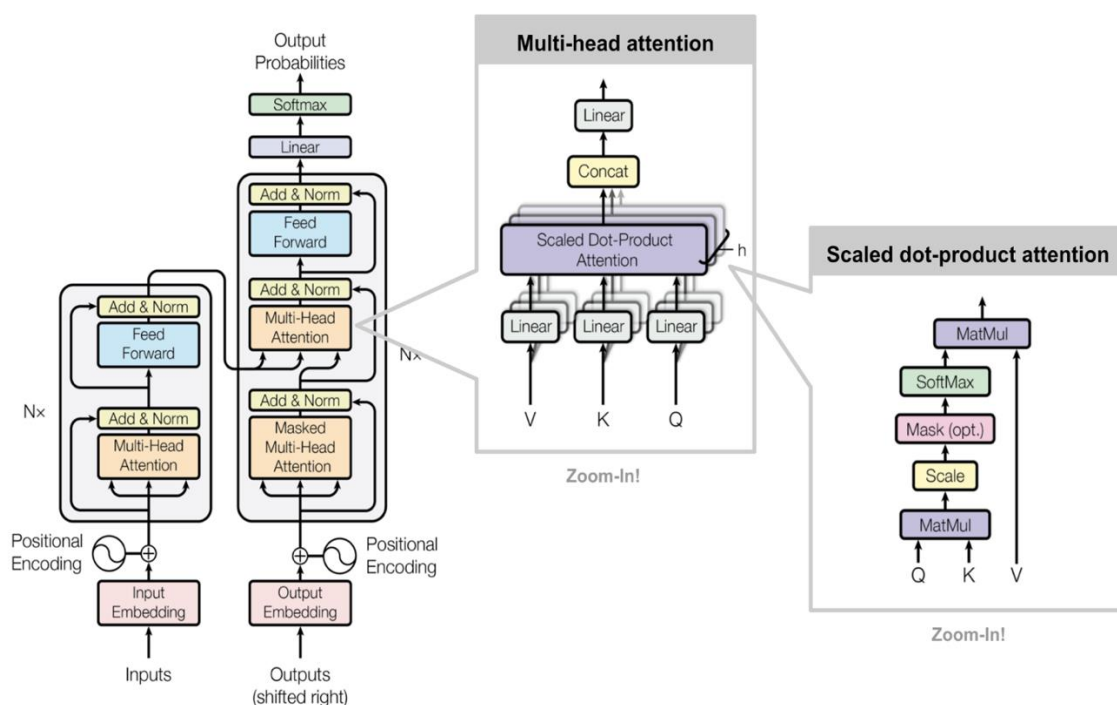 Output
Probabilities
Softmax
Linear
Add & Norm
Feed
Forward
Add & Norm
Multi-Head
Attention
Add & Norm
Masked
Multi-Head
Attention
Nx
Positional
Encoding
Output
Embedding
Outputs
(shifted right)
Add & Norm
Feed
Forward
Nx
Add & Norm
Multi-Head
Attention
Positional
Encoding
Input
Embedding
Inputs
Multi-head attention
Linear
Concat
Scaled Dot-Product
Attention
h
Linear Linear Linear
V K Q
Zoom-In!
Scaled dot-product attention
MatMul
SoftMax
Mask (opt.)
Scale
MatMul
Q K V
Zoom-In!